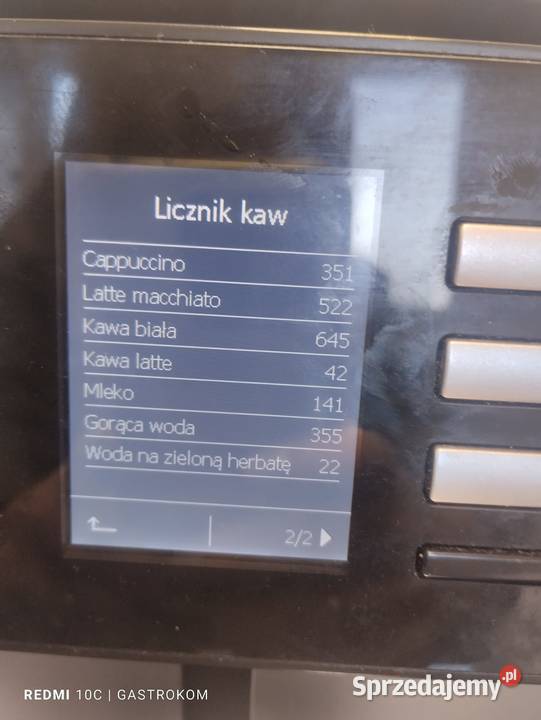 Licznik kaw
Cappuccino 351
Latte macchiato 522
Kawa biała 645
Kawa latte 42
Mleko 141
Gorąca woda 355
Woda na zieloną herbatę 22
2/2
REDMI 10C | GASTROKOM
Sprzedajemy.pl